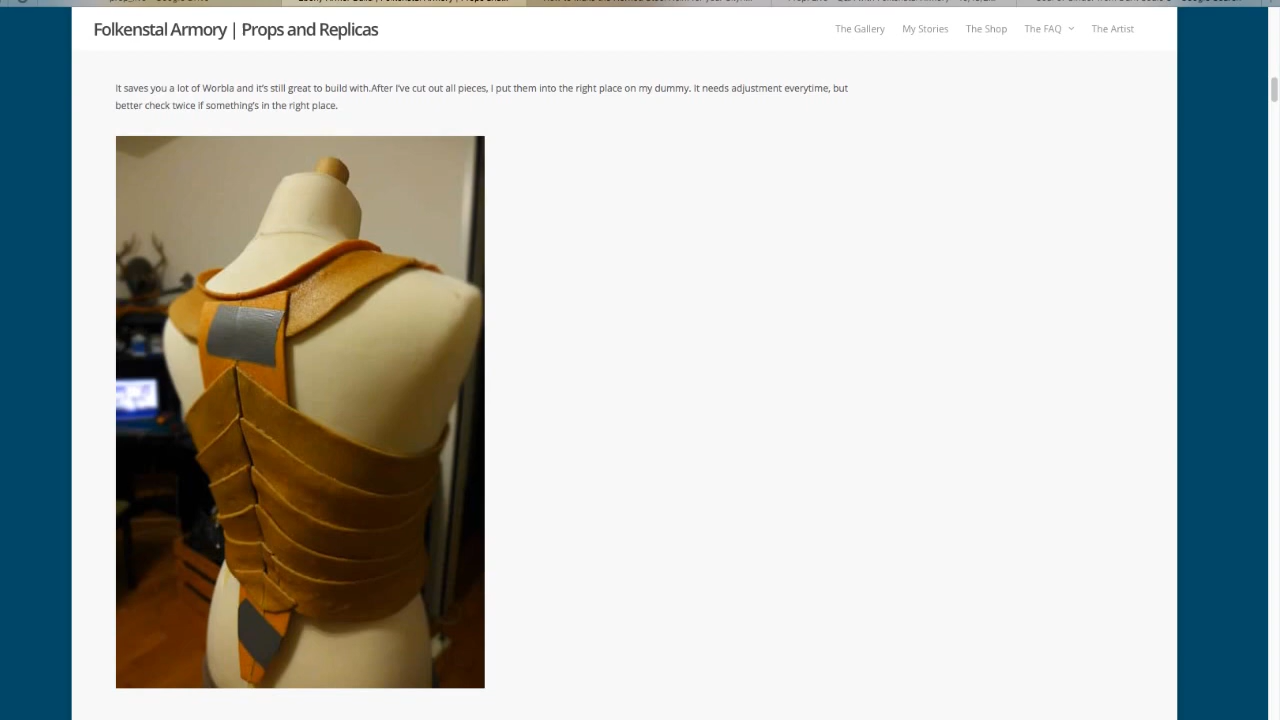 Folkenstal Armory | Props and Replicas
The Gallery My Stories The Shop The FAQ The Artist
It saves you a lot of Worbla and it's still great to build with.After I've cut out all pieces, I put them into the right place on my dummy. It needs adjustment everytime, but
better check twice if something's in the right place.